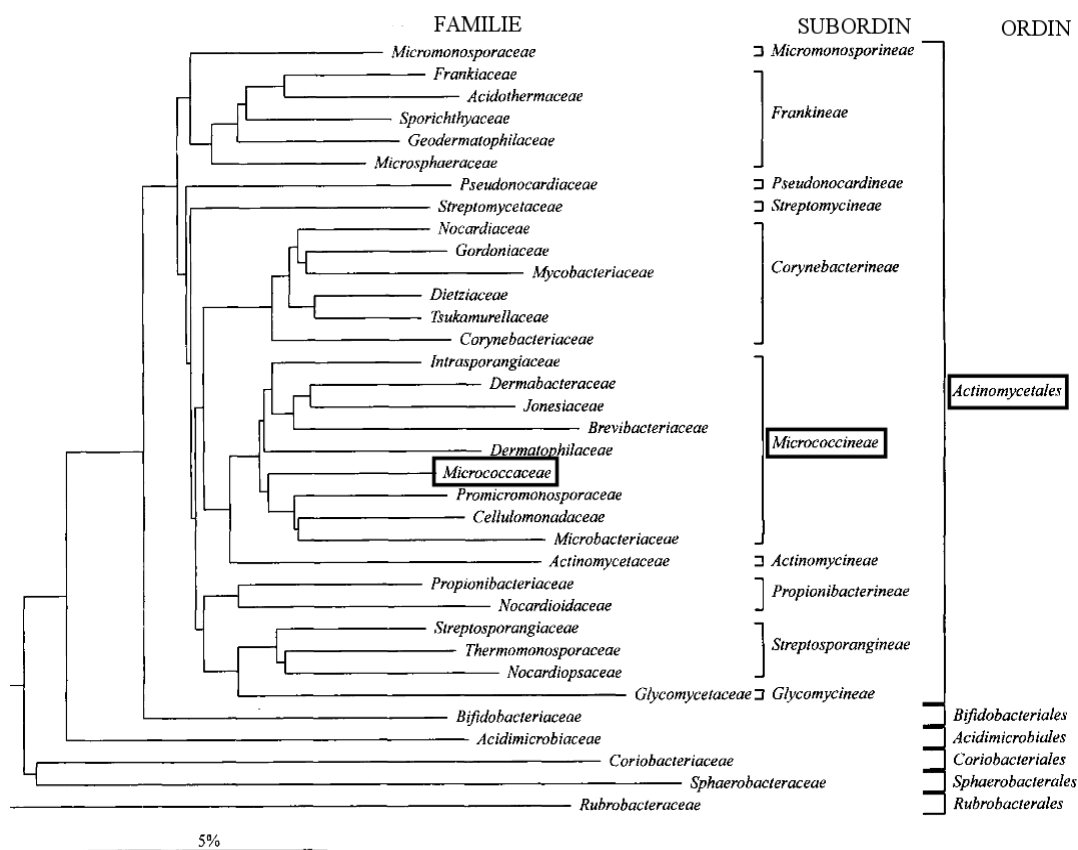 FAMILIE SUBORDIN ORDIN
Micromonosporaceae Micromonosporineae
Frankiaceae
Acidothermaceae
Sporichthyaceae Frankineae
Geodermatophilaceae
Microsphaeraceae
Pseudonocardiaceae Pseudonocardineae
Streptomycetaceae Streptomycineae
Nocardiaceae
Gordoniaceae
Mycobacteriaceae Corynebacterineae
Dietziaceae
Tsukamurellaceae
Corynebacteriaceae
Intrasporangiaceae
Dermabacteraceae Actinomycetales
Jonesiaceae
Brevibacteriaceae
Dermatophilaceae Micrococcineae
Micrococcaceae
Promicromonosporaceae
Cellulomonadaceae
Microbacteriaceae
Actinomycetaceae Actinomycineae
Propionibacteriaceae Propionibacterineae
Nocardioidaceae
Streptosporangiaceae
Thermomonosporaceae Streptosporangineae
Nocardiopsaceae
Glycomycetaceae Glycomycineae
Bifidobacteriaceae Bifidobacteriales
Acidimicrobiaceae Acidimicrobiales
Coriobacteriaceae Coriobacteriales
Sphaerobacteraceae Sphaerobacterales
Rubrobacteraceae Rubrobacterales
5%